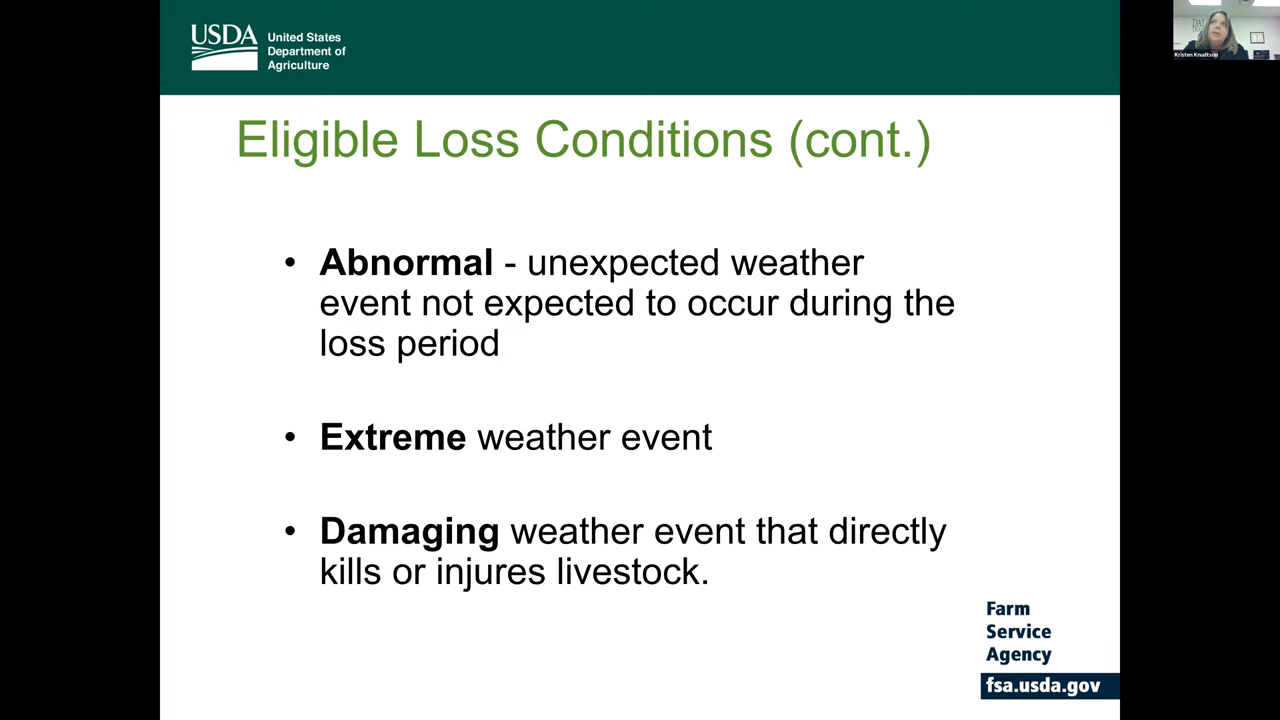 USDA
United States
Department of
Agriculture
Kristen Knudtson
Eligible Loss Conditions (cont.)
• Abnormal - unexpected weather
event not expected to occur during the
loss period
• Extreme weather event
• Damaging weather event that directly
kills or injures livestock.
Farm
Service
Agency
fsa.usda.gov